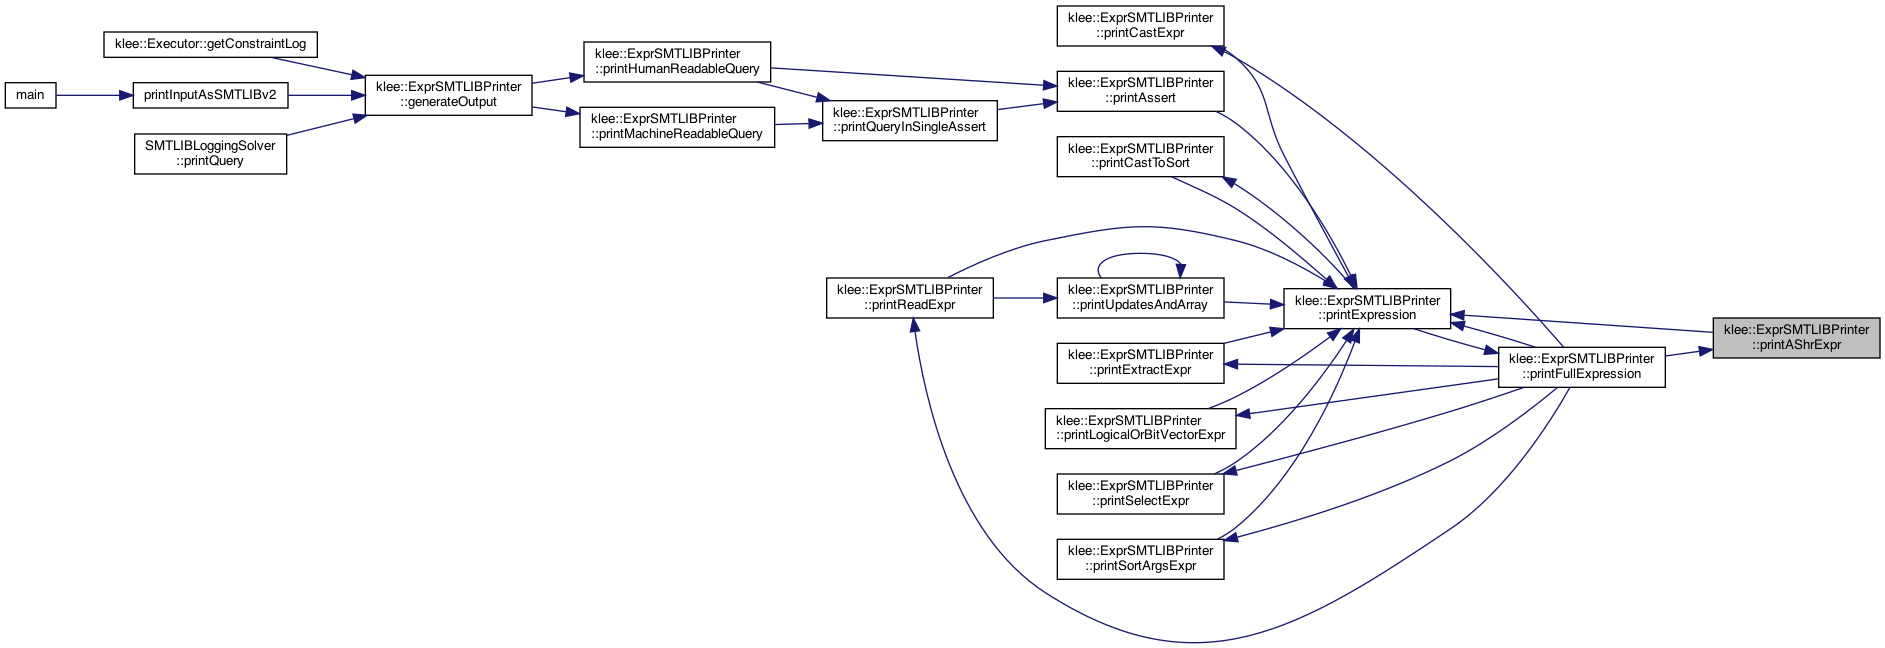 main
klee::Executor::getConstraintLog
printInputAsSMTLIBv2
SMTLIBLoggingSolver
::printQuery
klee::ExprSMTLIBPrinter
::generateOutput
klee::ExprSMTLIBPrinter
::printHumanReadableQuery
klee::ExprSMTLIBPrinter
::printMachineReadableQuery
klee::ExprSMTLIBPrinter
::printQueryInSingleAssert
klee::ExprSMTLIBPrinter
::printReadExpr
klee::ExprSMTLIBPrinter
::printCastExpr
klee::ExprSMTLIBPrinter
::printAssert
klee::ExprSMTLIBPrinter
::printCastToSort
klee::ExprSMTLIBPrinter
::printUpdatesAndArray
klee::ExprSMTLIBPrinter
::printExtractExpr
klee::ExprSMTLIBPrinter
::printLogicalOrBitVectorExpr
klee::ExprSMTLIBPrinter
::printSelectExpr
klee::ExprSMTLIBPrinter
::printSortArgsExpr
klee::ExprSMTLIBPrinter
::printExpression
klee::ExprSMTLIBPrinter
::printFullExpression
klee::ExprSMTLIBPrinter
::printAShrExpr